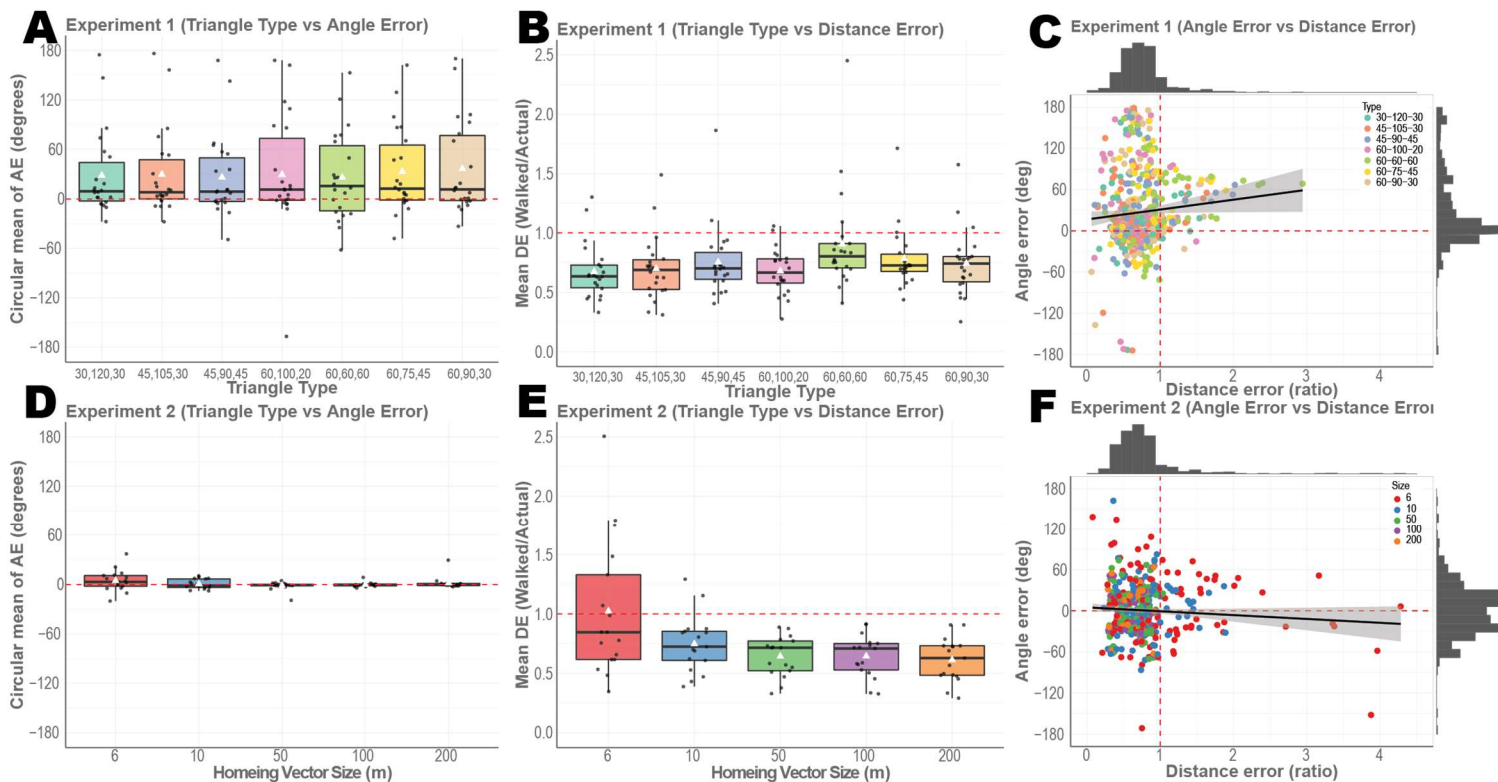 A
Experiment 1 (Triangle Type vs Angle Error)
Circular mean of AE (degrees)
180
120
60
0
−60
−120
−180
30,120,30 45,105,30 45,90,45 60,100,20 60,60,60 60,75,45 60,90,30
Triangle Type
B
Experiment 1 (Triangle Type vs Distance Error)
Mean DE (Walked/Actual)
2.5
2.0
1.5
1.0
0.5
0.0
30,120,30 45,105,30 45,90,45 60,100,20 60,60,60 60,75,45 60,90,30
Triangle Type
C
Experiment 1 (Angle Error vs Distance Error)
Angle error (deg)
180
120
60
0
−60
−120
−180
Type
30−120−30
45−105−30
45−90−45
60−100−20
60−60−60
60−75−45
60−90−30
0 1 2 3 4
Distance error (ratio)
D
Experiment 2 (Triangle Type vs Angle Error)
Circular mean of AE (degrees)
180
120
60
0
−60
−120
−180
6 10 50 100 200
Homeing Vector Size (m)
E
Experiment 2 (Triangle Type vs Distance Error)
Mean DE (Walked/Actual)
2.5
2.0
1.5
1.0
0.5
0.0
6 10 50 100 200
Homeing Vector Size (m)
F
Experiment 2 (Angle Error vs Distance Error
Angle error (deg)
180
120
60
0
−60
−120
−180
Size
6
10
50
100
200
0 1 2 3 4
Distance error (ratio)